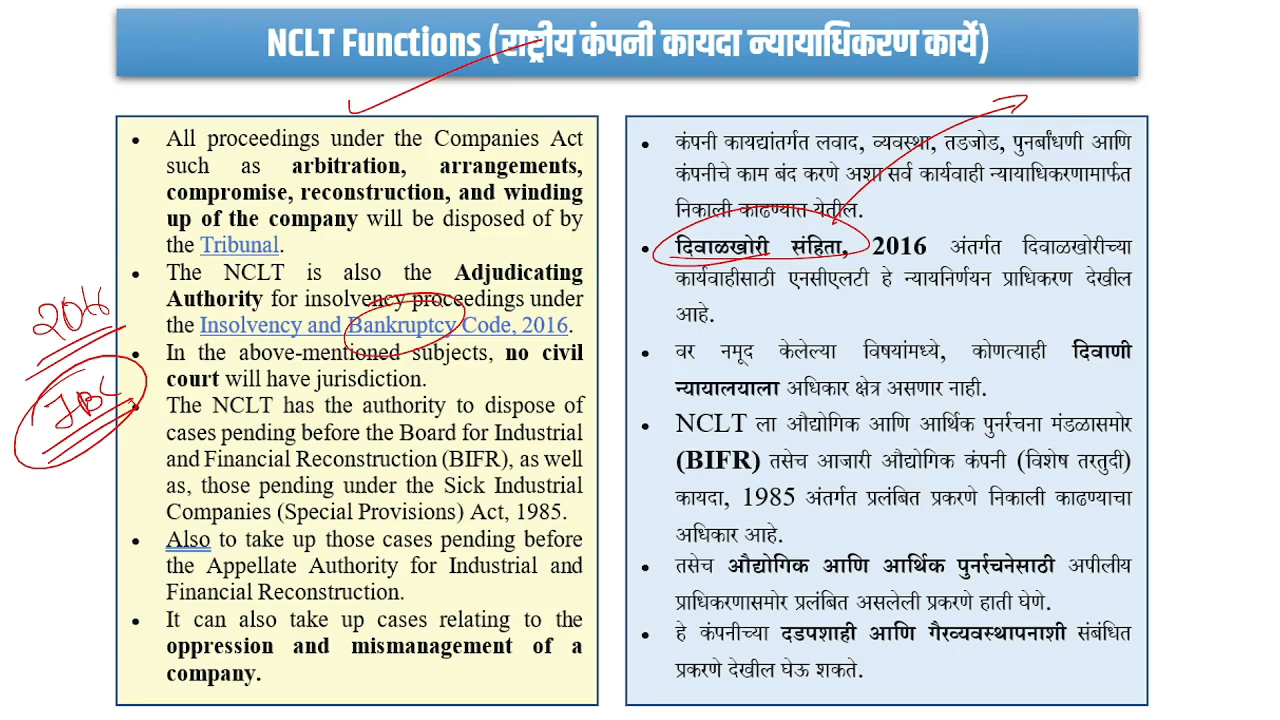 NCLT Functions (राष्ट्रीय कंपनी कायदा न्यायाधिकरण कार्ये)
• All proceedings under the Companies Act
such as arbitration, arrangements,
compromise, reconstruction, and winding
up of the company will be disposed of by
the Tribunal.
• The NCLT is also the Adjudicating
Authority for insolvency proceedings under
the Insolvency and Bankruptcy Code, 2016.
• In the above-mentioned subjects, no civil
court will have jurisdiction.
• The NCLT has the authority to dispose of
cases pending before the Board for Industrial
and Financial Reconstruction (BIFR), as well
as, those pending under the Sick Industrial
Companies (Special Provisions) Act, 1985.
• Also to take up those cases pending before
the Appellate Authority for Industrial and
Financial Reconstruction.
• It can also take up cases relating to the
oppression and mismanagement of a
company.
2016
IBC
• कंपनी कायद्यांतर्गत लवाद, व्यवस्था, तडजोड, पुनर्बांधणी आणि
कंपनीचे काम बंद करणे अशा सर्व कार्यवाही न्यायाधिकरणामार्फत
निकाली काढण्यात येतील.
• दिवाळखोरी संहिता, 2016 अंतर्गत दिवाळखोरीच्या
कार्यवाहीसाठी एनसीएलटी हे न्यायनिर्णयन प्राधिकरण देखील
आहे.
• वर नमूद केलेल्या विषयांमध्ये, कोणत्याही दिवाणी
न्यायालयाला अधिकार क्षेत्र असणार नाही.
• NCLT ला औद्योगिक आणि आर्थिक पुनर्रचना मंडळासमोर
(BIFR) तसेच आजारी औद्योगिक कंपनी (विशेष तरतुदी)
कायदा, 1985 अंतर्गत प्रलंबित प्रकरणे निकाली काढण्याचा
अधिकार आहे.
• तसेच औद्योगिक आणि आर्थिक पुनर्रचनेसाठी अपीलीय
प्राधिकरणासमोर प्रलंबित असलेली प्रकरणे हाती घेणे.
• हे कंपनीच्या दडपशाही आणि गैरव्यवस्थापनाशी संबंधित
प्रकरणे देखील घेऊ शकते.